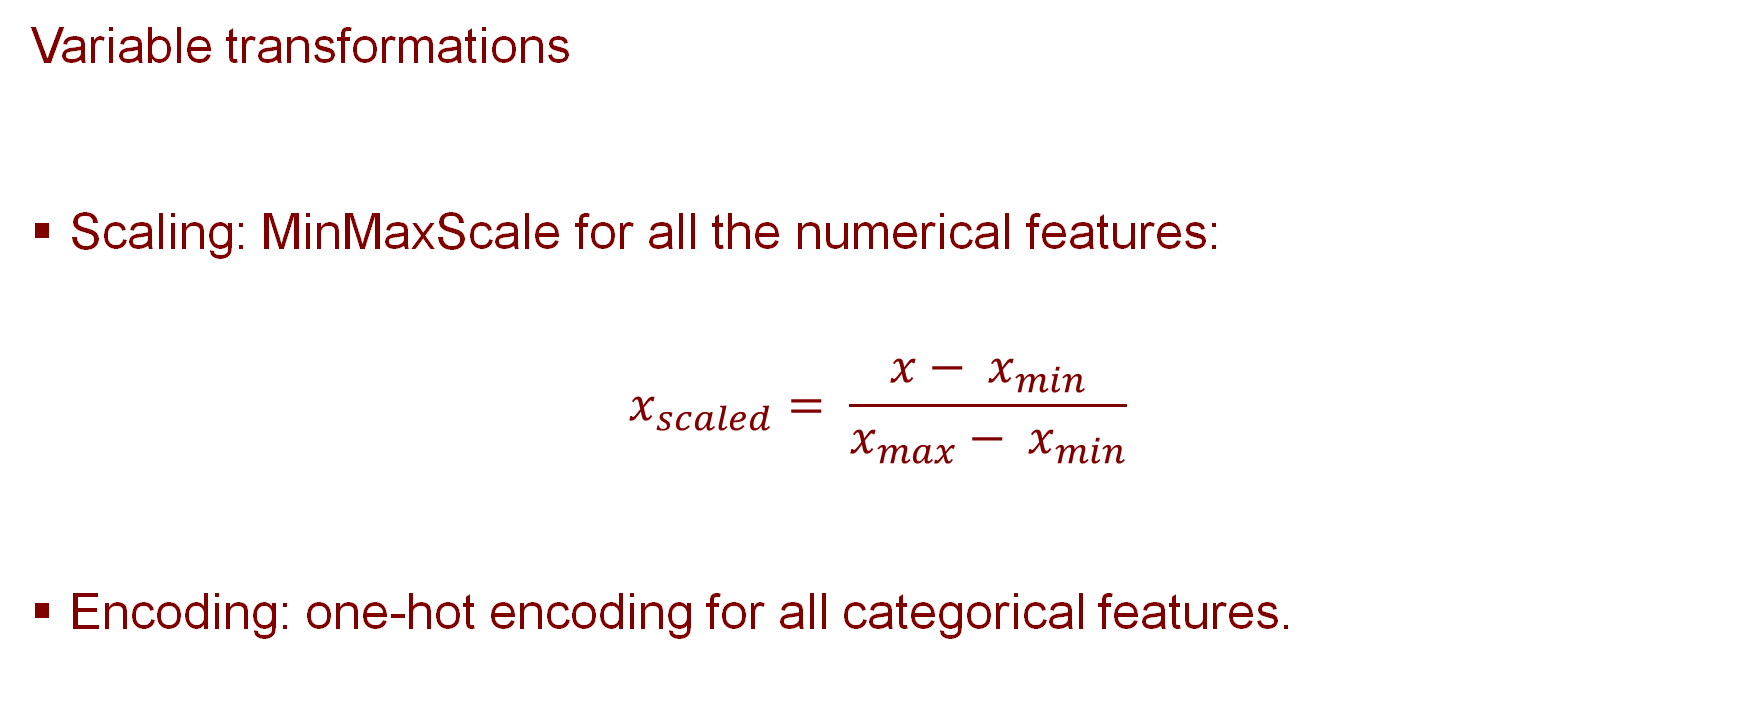 Variable transformations
▪ Scaling: MinMaxScale for all the numerical features:
x_scaled = (x − x_min) / (x_max − x_min)
▪ Encoding: one-hot encoding for all categorical features.